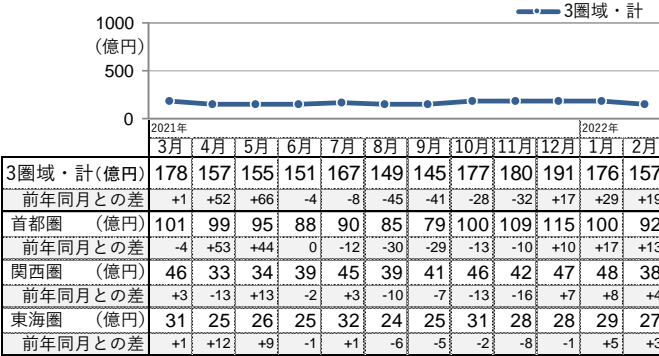 3圏域・計
1000
（億円）
500
0
2021年 2022年
3月 4月 5月 6月 7月 8月 9月 10月 11月 12月 1月 2月
3圏域・計(億円) 178 157 155 151 167 149 145 177 180 191 176 157
前年同月との差 +1 +52 +66 -4 -8 -45 -41 -28 -32 +17 +29 +19
首都圏 （億円） 101 99 95 88 90 85 79 100 109 115 100 92
前年同月との差 -4 +53 +44 0 -12 -30 -29 -13 -10 +10 +17 +13
関西圏 （億円） 46 33 34 39 45 39 41 46 42 47 48 38
前年同月との差 +3 -13 +13 -2 +3 -10 -7 -13 -16 +7 +8 +4
東海圏 （億円） 31 25 26 25 32 24 25 31 28 28 29 27
前年同月との差 +1 +12 +9 -1 +1 -6 -5 -2 -8 -1 +5 +3